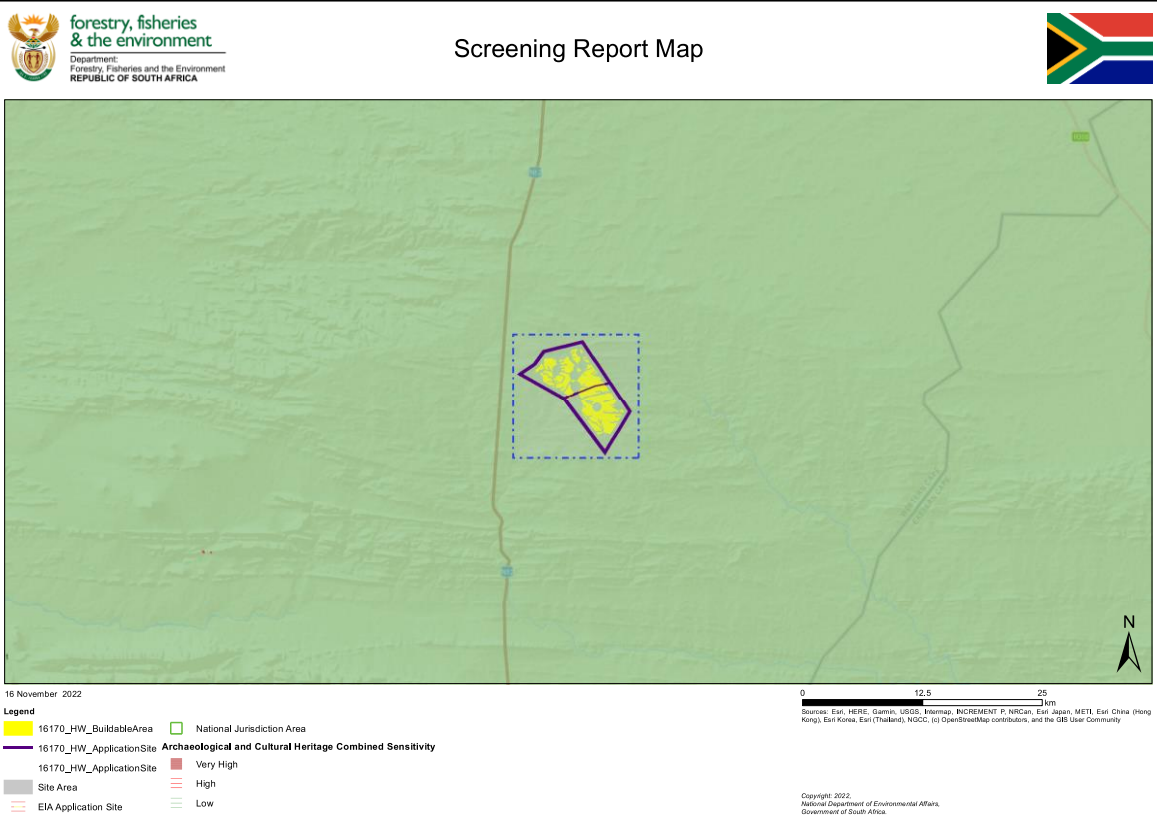 forestry, fisheries
& the environment
Department:
Forestry, Fisheries and the Environment
REPUBLIC OF SOUTH AFRICA
Screening Report Map
N
16 November 2022
Legend
16170_HW_BuildableArea
16170_HW_ApplicationSite
16170_HW_ApplicationSite
Site Area
EIA Application Site
National Jurisdiction Area
Archaeological and Cultural Heritage Combined Sensitivity
Very High
High
Low
0 12.5 25
km
Sources: Esri, HERE, Garmin, USGS, Intermap, INCREMENT P, NRCan, Esri Japan, METI, Esri China (Hong
Kong), Esri Korea, Esri (Thailand), NGCC, (c) OpenStreetMap contributors, and the GIS User Community
Copyright: 2022,
National Department of Environmental Affairs,
Government of South Africa.